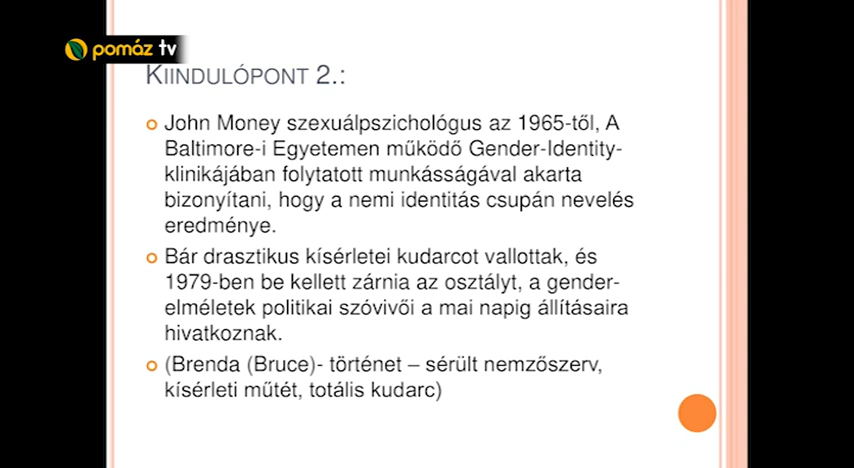 pomáz tv
Kiindulópont 2.:
John Money szexuálpszichológus az 1965-től, A
Baltimore-i Egyetemen működő Gender-Identity-
klinikájában folytatott munkásságával akarta
bizonyítani, hogy a nemi identitás csupán nevelés
eredménye.
Bár drasztikus kísérletei kudarcot vallottak, és
1979-ben be kellett zárnia az osztályt, a gender-
elméletek politikai szóvivői a mai napig állításaira
hivatkoznak.
(Brenda (Bruce)- történet – sérült nemzőszerv,
kísérleti műtét, totális kudarc)